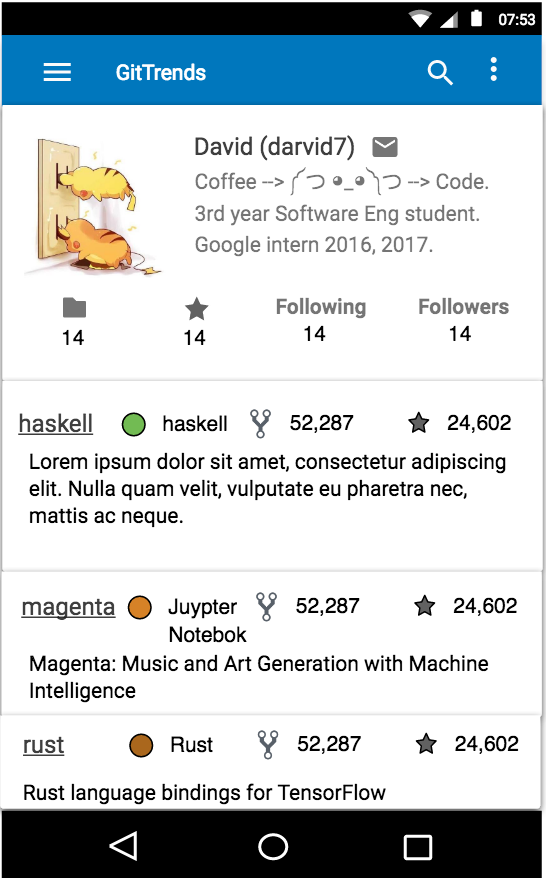 07:53
GitTrends
David (darvid7)
Coffee --> ༼ つ ◕_◕ ༽つ --> Code.
3rd year Software Eng student.
Google intern 2016, 2017.
Following Followers
14 14 14 14
haskell haskell 52,287 24,602
Lorem ipsum dolor sit amet, consectetur adipiscing
elit. Nulla quam velit, vulputate eu pharetra nec,
mattis ac neque.
magenta Juypter 52,287 24,602
Notebok
Magenta: Music and Art Generation with Machine
Intelligence
rust Rust 52,287 24,602
Rust language bindings for TensorFlow